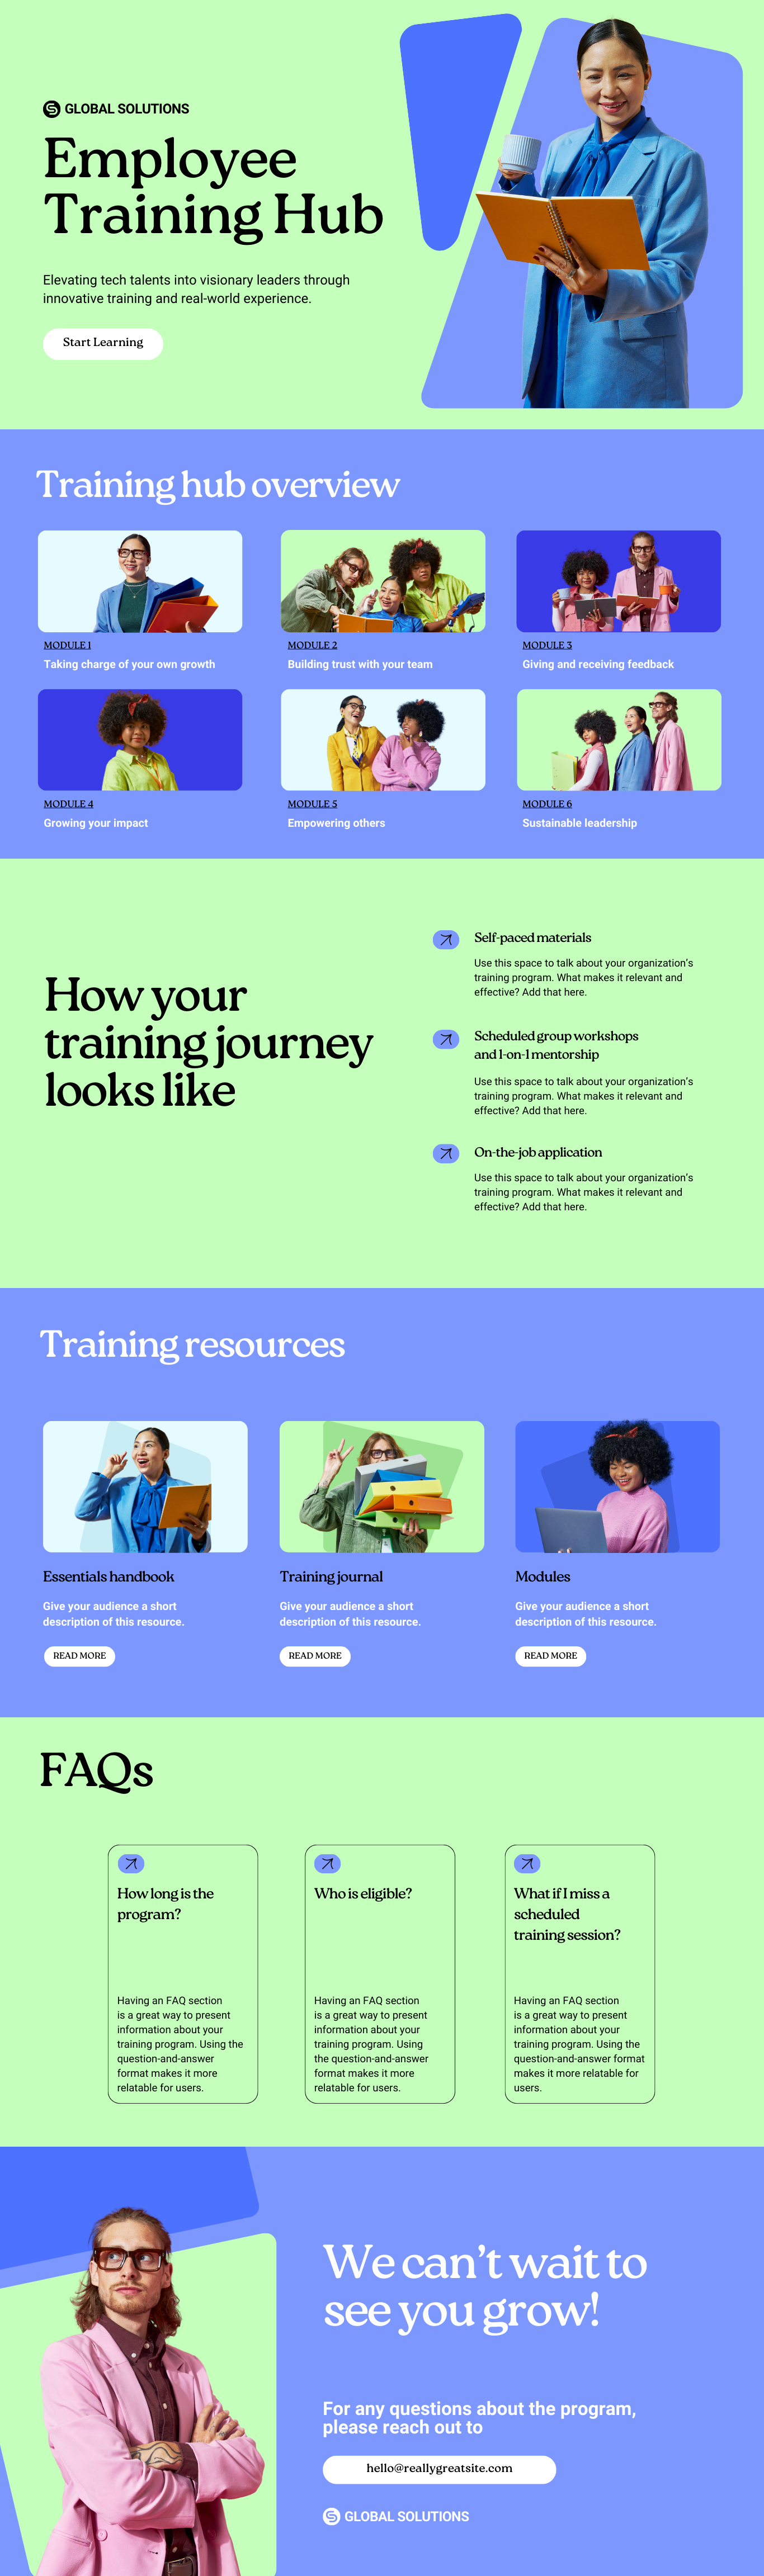 GLOBAL SOLUTIONS
Employee
Training Hub
Elevating tech talents into visionary leaders through
innovative training and real-world experience.
Start Learning
Training hub overview
MODULE 1
Taking charge of your own growth
MODULE 2
Building trust with your team
MODULE 3
Giving and receiving feedback
MODULE 4
Growing your impact
MODULE 5
Empowering others
MODULE 6
Sustainable leadership
How your
training journey
looks like
Self-paced materials
Use this space to talk about your organization's
training program. What makes it relevant and
effective? Add that here.
Scheduled group workshops
and 1-on-1 mentorship
Use this space to talk about your organization's
training program. What makes it relevant and
effective? Add that here.
On-the-job application
Use this space to talk about your organization's
training program. What makes it relevant and
effective? Add that here.
Training resources
Essentials handbook
Give your audience a short
description of this resource.
READ MORE
Training journal
Give your audience a short
description of this resource.
READ MORE
Modules
Give your audience a short
description of this resource.
READ MORE
FAQs
How long is the
program?
Having an FAQ section
is a great way to present
information about your
training program. Using the
question-and-answer
format makes it more
relatable for users.
Who is eligible?
Having an FAQ section
is a great way to present
information about your
training program. Using
the question-and-answer
format makes it more
relatable for users.
What if I miss a
scheduled
training session?
Having an FAQ section
is a great way to present
information about your
training program. Using the
question-and-answer format
makes it more relatable for
users.
We can't wait to
see you grow!
For any questions about the program,
please reach out to
hello@reallygreatsite.com
GLOBAL SOLUTIONS